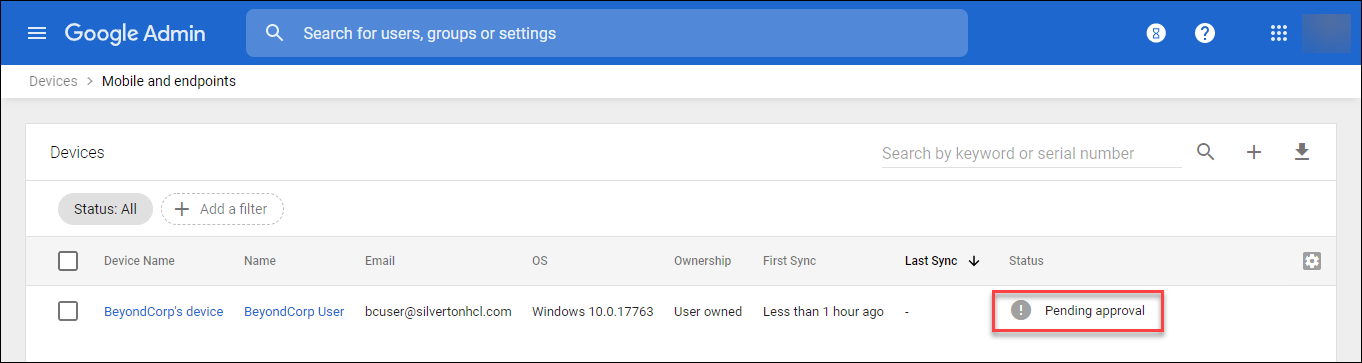 Google Admin
Search for users, groups or settings
Devices > Mobile and endpoints
Devices
Search by keyword or serial number
Status: All
Add a filter
Device Name Name Email OS Ownership First Sync Last Sync Status
BeyondCorp's device BeyondCorp User bcuser@silvertonhcl.com Windows 10.0.17763 User owned Less than 1 hour ago - Pending approval